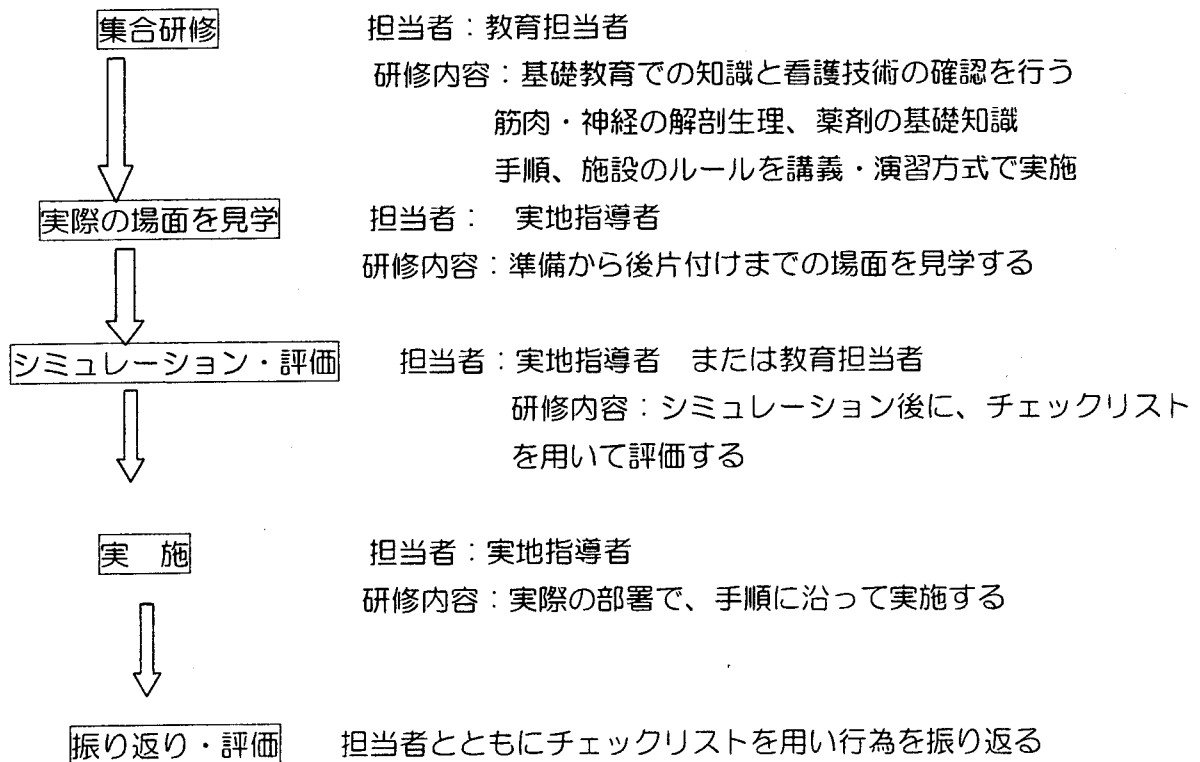 集合研修　担当者：教育担当者
研修内容：基礎教育での知識と看護技術の確認を行う
筋肉・神経の解剖生理、薬剤の基礎知識
手順、施設のルールを講義・演習方式で実施
実際の場面を見学　担当者：　実地指導者
研修内容：準備から後片付けまでの場面を見学する
シミュレーション・評価　担当者：実地指導者　または教育担当者
研修内容：シミュレーション後に、チェックリスト
を用いて評価する
実　施　担当者：実地指導者
研修内容：実際の部署で、手順に沿って実施する
振り返り・評価　担当者とともにチェックリストを用い行為を振り返る